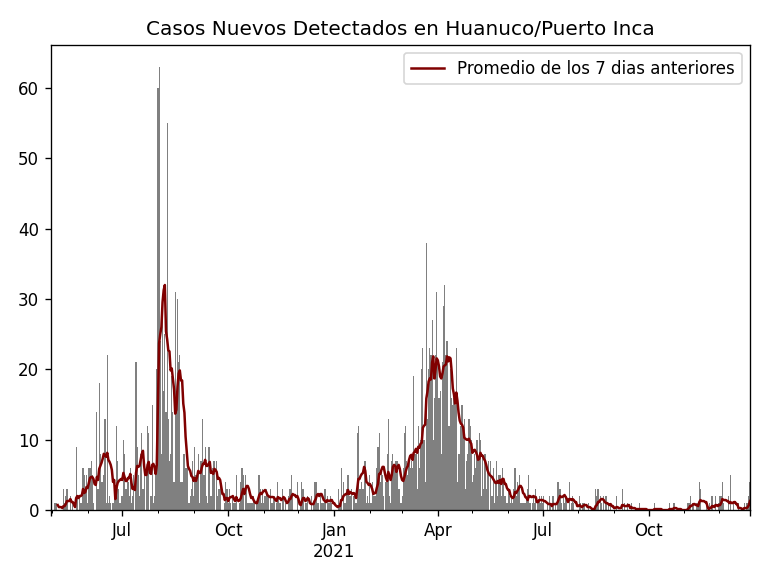 Casos Nuevos Detectados en Huanuco/Puerto Inca
Promedio de los 7 dias anteriores
60
50
40
30
20
10
0
Jul
Oct
Jan
2021
Apr
Jul
Oct